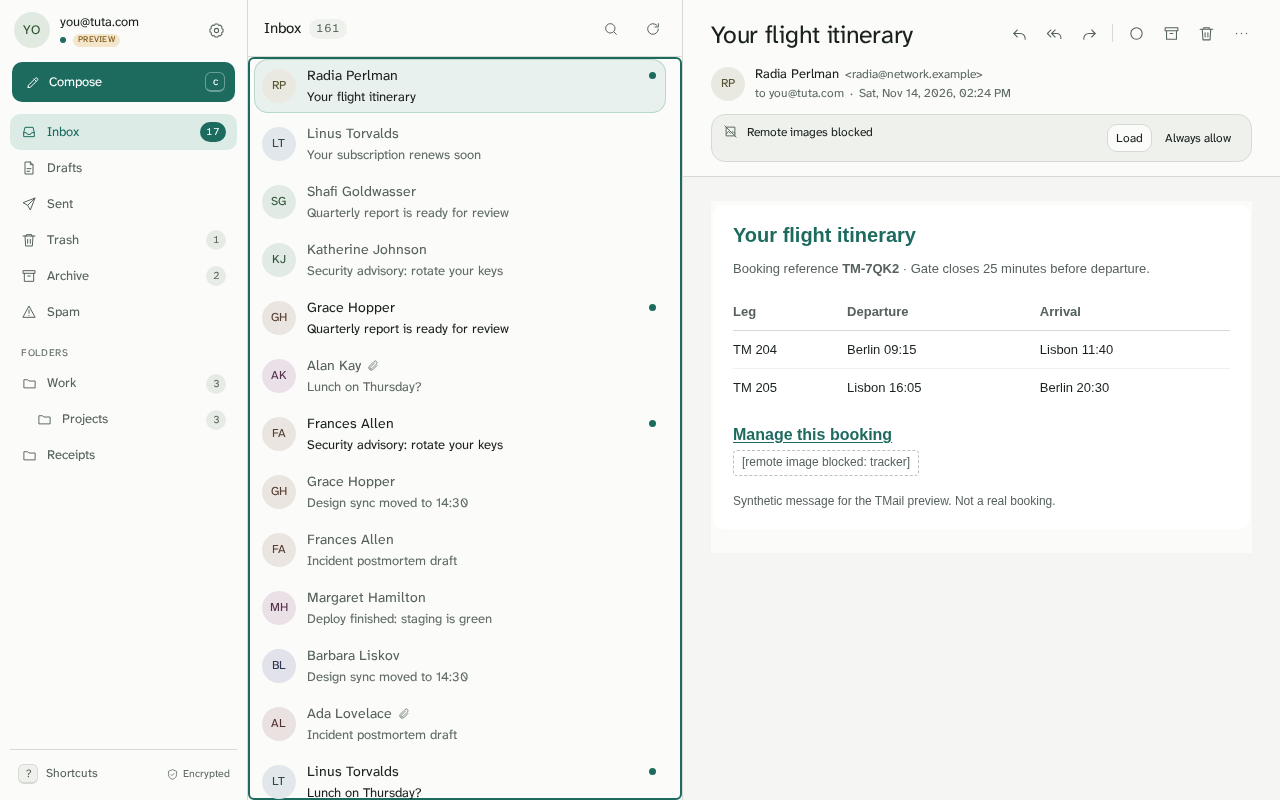 YO
you@tuta.com
PREVIEW
Compose
c
Inbox
17
Drafts
Sent
Trash
1
Archive
2
Spam
FOLDERS
Work
3
Projects
3
Receipts
?
Shortcuts
Encrypted
Inbox
161
RP
Radia Perlman
Your flight itinerary
LT
Linus Torvalds
Your subscription renews soon
SG
Shafi Goldwasser
Quarterly report is ready for review
KJ
Katherine Johnson
Security advisory: rotate your keys
GH
Grace Hopper
Quarterly report is ready for review
AK
Alan Kay
Lunch on Thursday?
FA
Frances Allen
Security advisory: rotate your keys
GH
Grace Hopper
Design sync moved to 14:30
FA
Frances Allen
Incident postmortem draft
MH
Margaret Hamilton
Deploy finished: staging is green
BL
Barbara Liskov
Design sync moved to 14:30
AL
Ada Lovelace
Incident postmortem draft
LT
Linus Torvalds
Lunch on Thursday?
Your flight itinerary
RP
Radia Perlman <radia@network.example>
to you@tuta.com · Sat, Nov 14, 2026, 02:24 PM
Remote images blocked
Load
Always allow
Your flight itinerary
Booking reference TM-7QK2 · Gate closes 25 minutes before departure.
Leg Departure Arrival
TM 204 Berlin 09:15 Lisbon 11:40
TM 205 Lisbon 16:05 Berlin 20:30
Manage this booking
[remote image blocked: tracker]
Synthetic message for the TMail preview. Not a real booking.